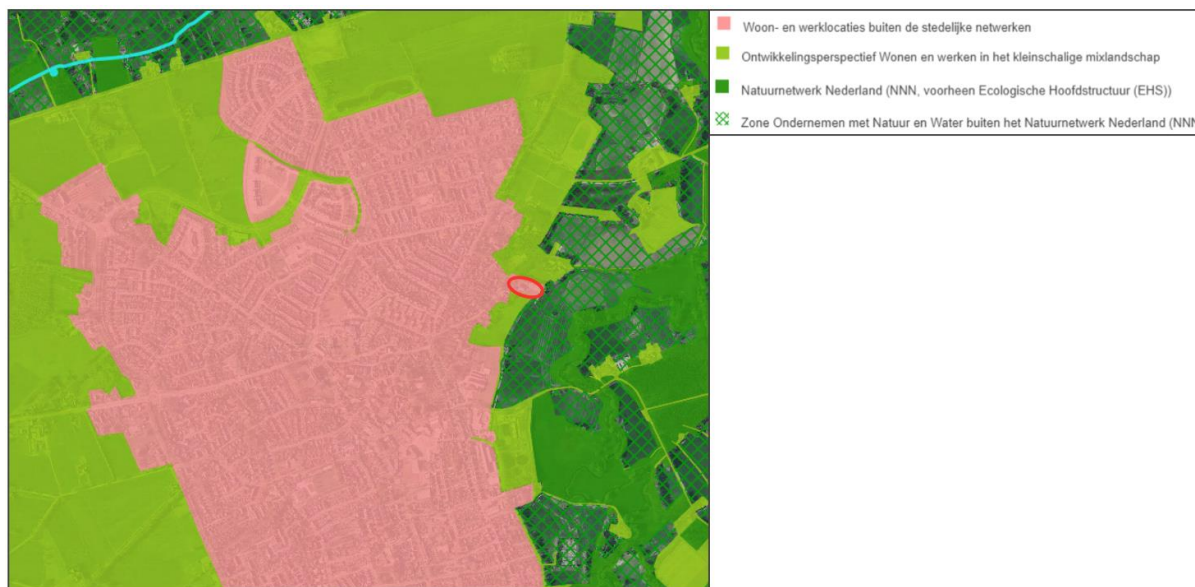 Woon- en werklocaties buiten de stedelijke netwerken
Ontwikkelingsperspectief Wonen en werken in het kleinschalige mixlandschap
Natuurnetwerk Nederland (NNN, voorheen Ecologische Hoofdstructuur (EHS))
Zone Ondernemen met Natuur en Water buiten het Natuurnetwerk Nederland (NNN